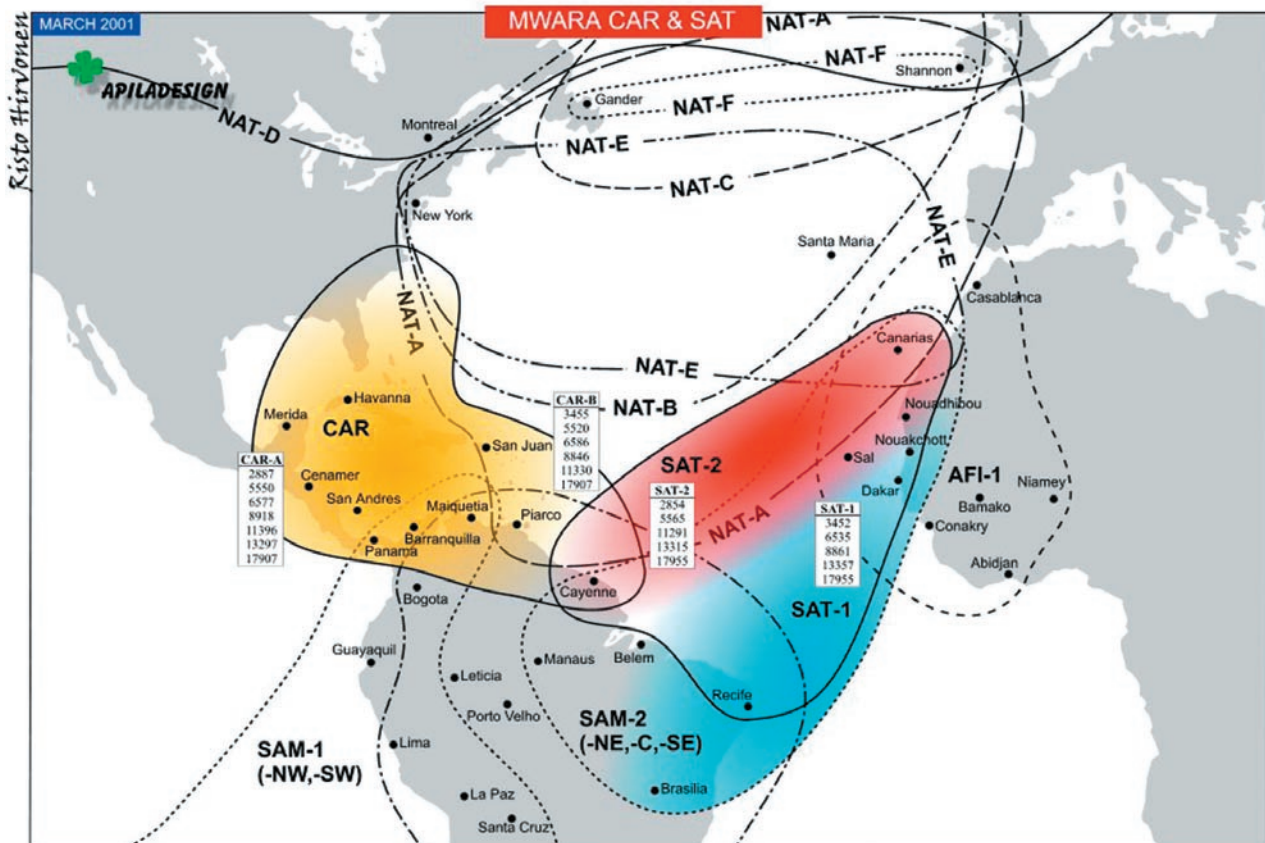 MARCH 2001
MWARA CAR & SAT
Risto Hirvonen
APILADESIGN
APILADESIGN
NAT-A
NAT-F
Shannon
Gander
NAT-F
NAT-D
Montreal
NAT-E
NAT-C
New York
NAT-E
Santa Maria
Casablanca
NAT-A
Canarias
NAT-E
NAT-B
Havanna
Merida
CAR
San Juan
CAR-B
3455
5520
6586
8846
11330
17907
Nouadhibou
Nouakchott
Sal
Dakar
SAT-2
CAR-A
2887
5550
6577
8918
11396
13297
17907
Cenamer
San Andres
Maiquetia
Piarco
Barranquilla
Panama
SAT-2
2854
5565
11291
13315
17955
NAT-A
SAT-1
3452
6535
8861
13357
17955
AFI-1
Bamako
Niamey
Conakry
Abidjan
Bogota
Cayenne
SAT-1
Guayaquil
Leticia
Manaus
Belem
Porto Velho
Recife
SAM-2
(-NE,-C,-SE)
SAM-1
(-NW,-SW)
Lima
La Paz
Santa Cruz
Brasilia